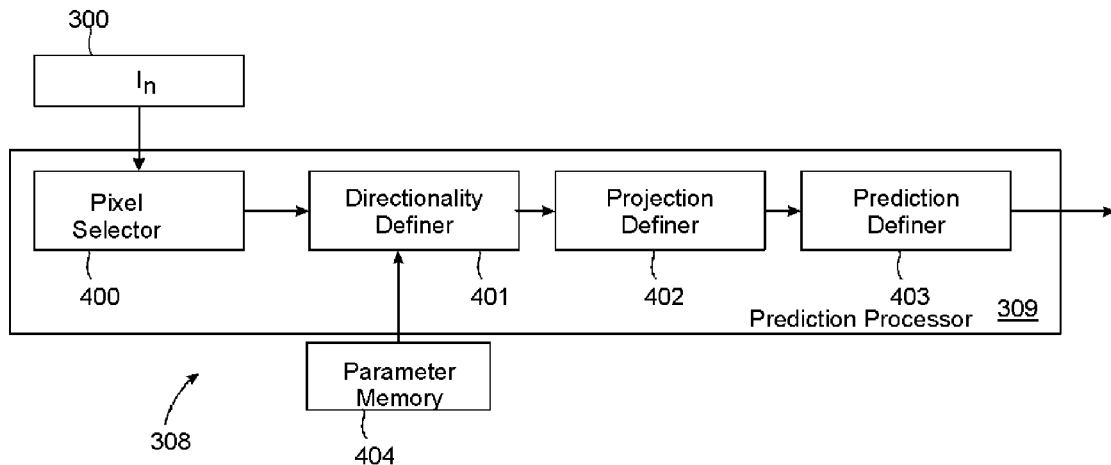 300
In
Pixel
Selector
Directionality
Definer
Projection
Definer
Prediction
Definer
400
401
402
403
Prediction Processor
309
Parameter
Memory
308
404